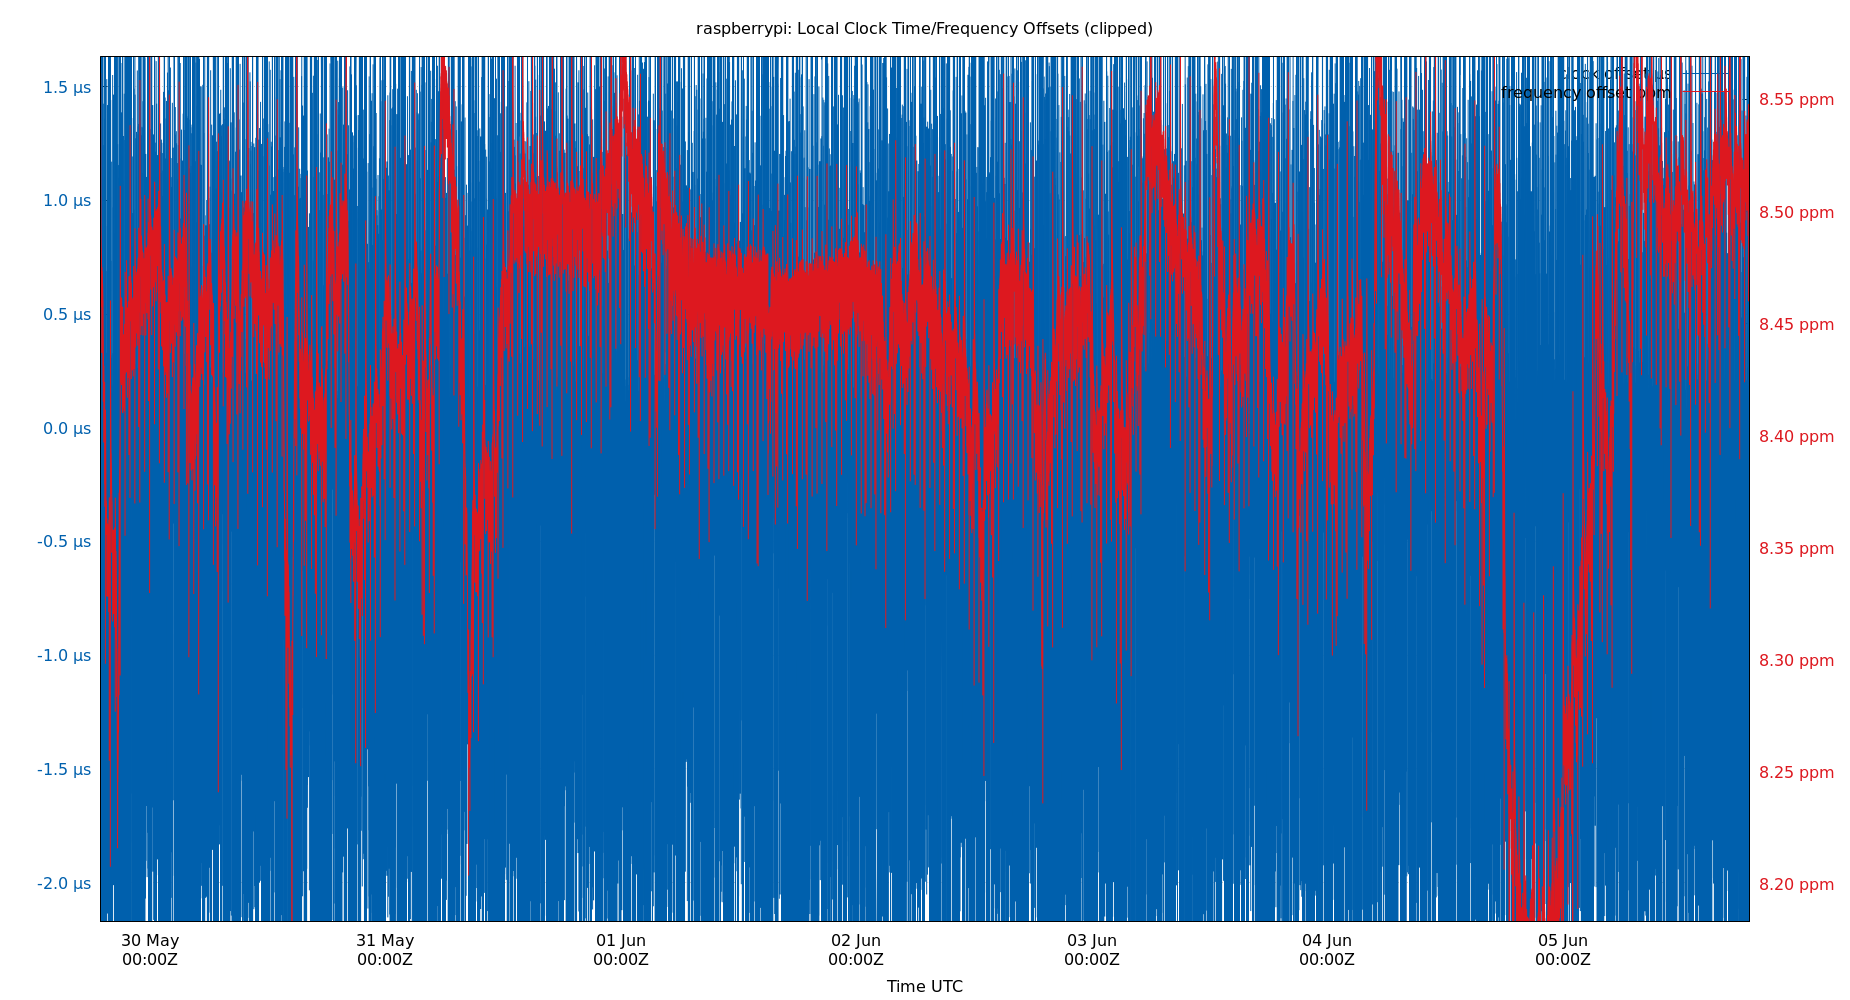 raspberrypi: Local Clock Time/Frequency Offsets (clipped)
clock offset µs
frequency offset ppm
1.5 µs
1.0 µs
0.5 µs
0.0 µs
-0.5 µs
-1.0 µs
-1.5 µs
-2.0 µs
8.55 ppm
8.50 ppm
8.45 ppm
8.40 ppm
8.35 ppm
8.30 ppm
8.25 ppm
8.20 ppm
30 May 31 May 01 Jun 02 Jun 03 Jun 04 Jun 05 Jun
00:00Z 00:00Z 00:00Z 00:00Z 00:00Z 00:00Z 00:00Z
Time UTC